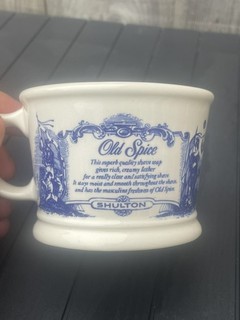 Old Spice
This superb quality shave soap
gives rich, creamy lather
for a really close and satisfying shave.
It stays moist and smooth throughout the shave
and has the masculine freshness of Old Spice.
SHULTON